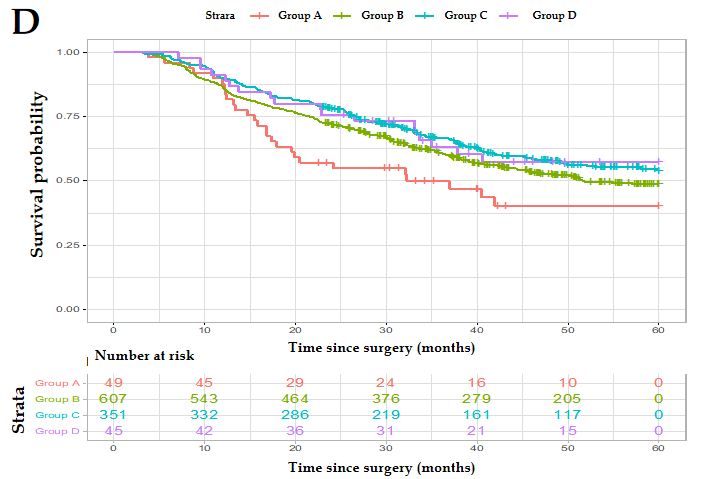 D
Strara Group A Group B Group C Group D
Survival probability
1.00
0.75
0.50
0.25
0.00
0 10 20 30 40 50 60
Time since surgery (months)
Number at risk
Strata
Group A 49 45 29 24 16 10 0
Group B 607 543 464 376 279 205 0
Group C 351 332 286 219 161 117 0
Group D 45 42 36 31 21 15 0
0 10 20 30 40 50 60
Time since surgery (months)